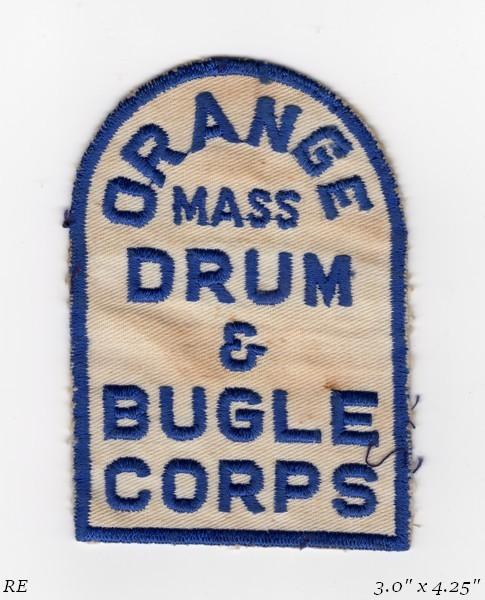 ORANGE
MASS
DRUM
&
BUGLE
CORPS
RE 3.0" x 4.25"